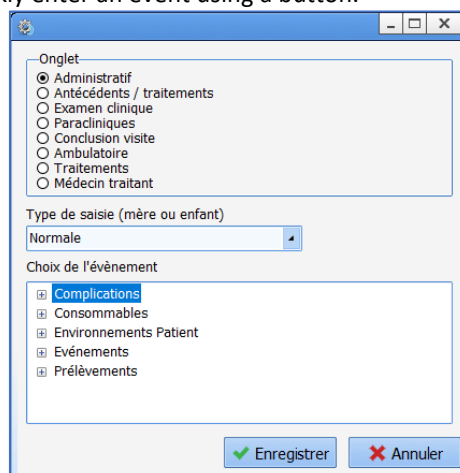 enter an event using a button.
Onglet
Administratif
Antécédents / traitements
Examen clinique
Paracliniques
Conclusion visite
Ambulatoire
Traitements
Médecin traitant
Type de saisie (mère ou enfant)
Normale
Choix de l'évènement
Complications
Consommables
Environnements Patient
Evénements
Prélèvements
Enregistrer
Annuler